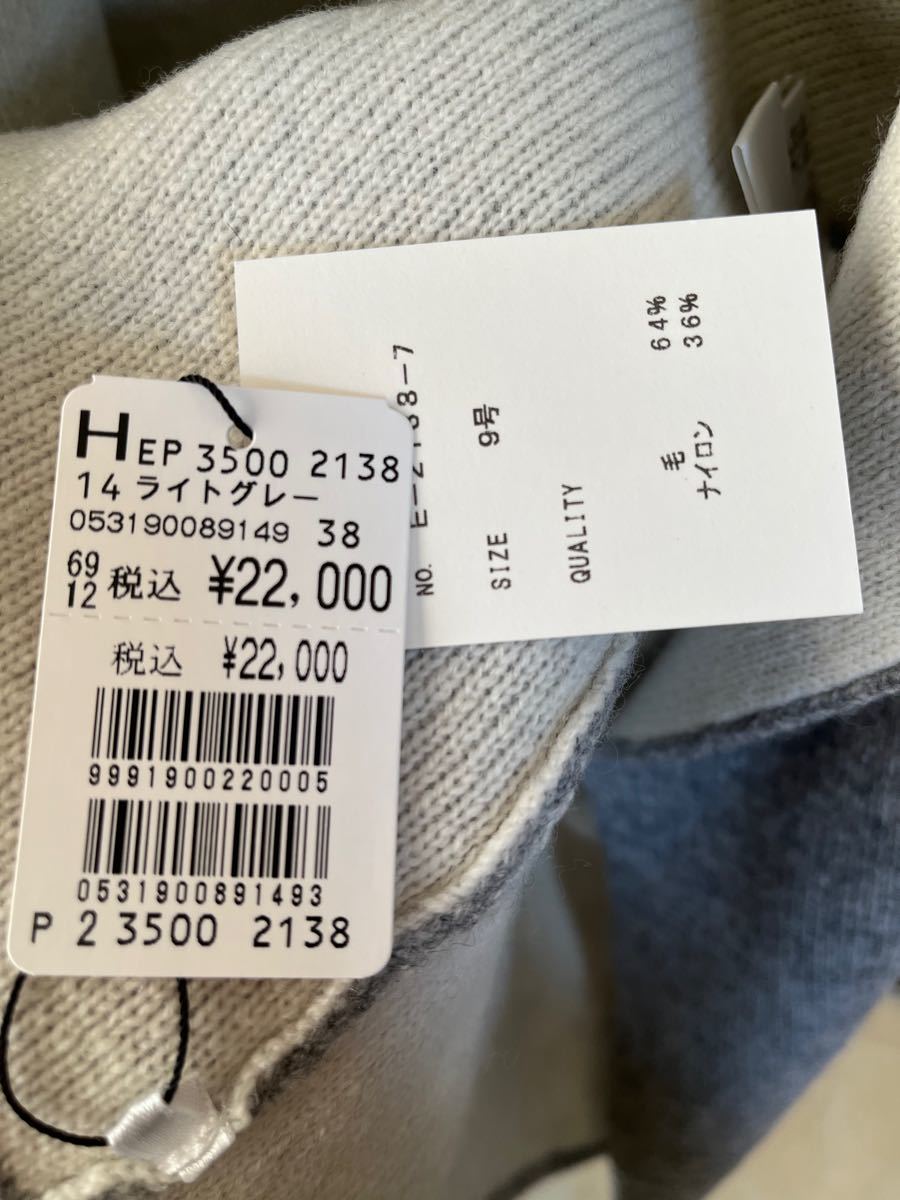 HEP 3500 2138
14 ライトグレー
053190089149 38
69
12 税込 ¥22,000
税込 ¥22,000
9991900220005
0531900891493
P 2 3500 2138
NO.
SIZE 9号
QUALITY
毛 64%
ナイロン 36%